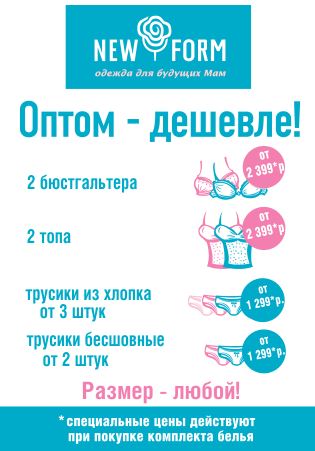 NEW FORM
одежда для будущих Мам
Оптом - дешевле!
2 бюстгальтера
от
2 399*р
2 топа
от
2 399*р
трусики из хлопка
от 3 штук
от
1 299*р.
трусики бесшовные
от 2 штук
от
1 299*р.
Размер - любой!
*специальные цены действуют
при покупке комплекта белья